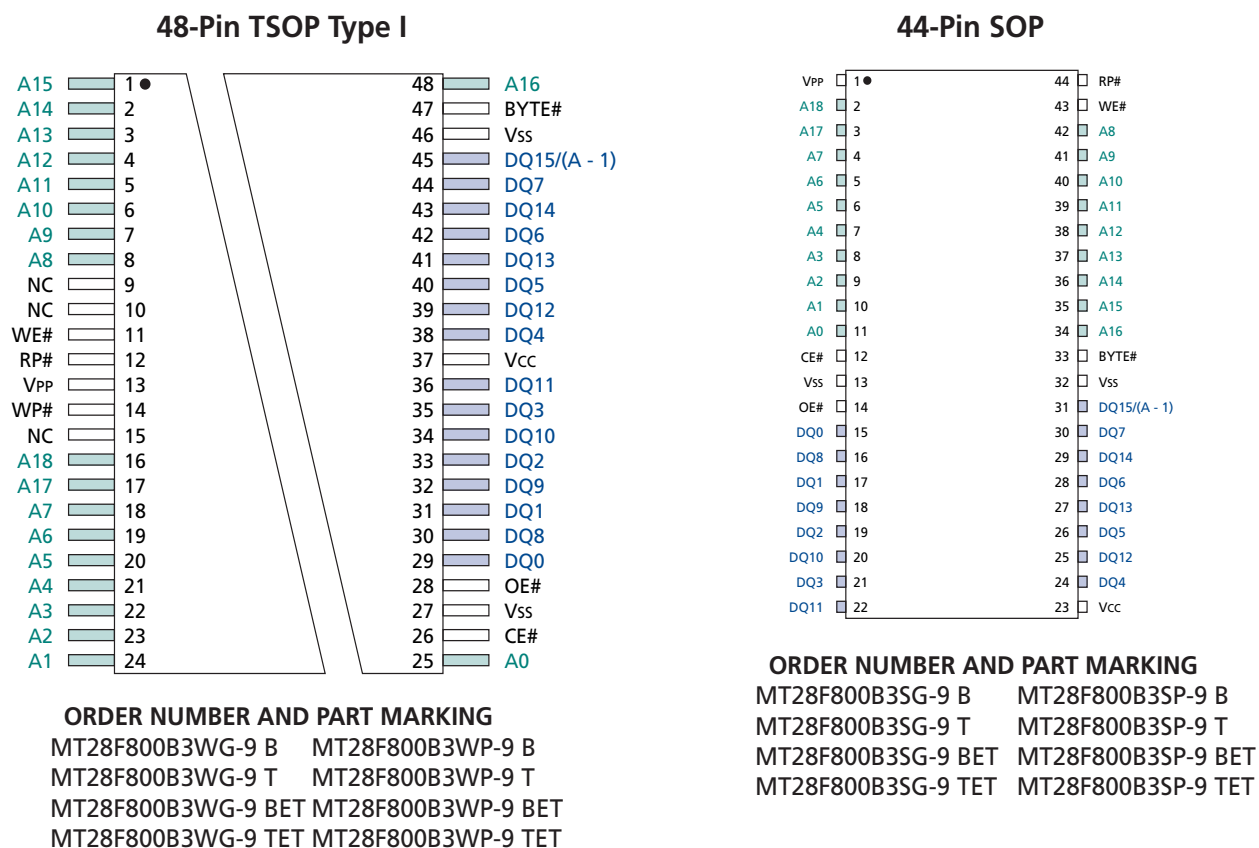 48-Pin TSOP Type I
A15 1 48 A16
A14 2 47 BYTE#
A13 3 46 Vss
A12 4 45 DQ15/(A - 1)
A11 5 44 DQ7
A10 6 43 DQ14
A9 7 42 DQ6
A8 8 41 DQ13
NC 9 40 DQ5
NC 10 39 DQ12
WE# 11 38 DQ4
RP# 12 37 Vcc
VPP 13 36 DQ11
WP# 14 35 DQ3
NC 15 34 DQ10
A18 16 33 DQ2
A17 17 32 DQ9
A7 18 31 DQ1
A6 19 30 DQ8
A5 20 29 DQ0
A4 21 28 OE#
A3 22 27 Vss
A2 23 26 CE#
A1 24 25 A0
ORDER NUMBER AND PART MARKING
MT28F800B3WG-9 B MT28F800B3WP-9 B
MT28F800B3WG-9 T MT28F800B3WP-9 T
MT28F800B3WG-9 BET MT28F800B3WP-9 BET
MT28F800B3WG-9 TET MT28F800B3WP-9 TET
44-Pin SOP
VPP 1 44 RP#
A18 2 43 WE#
A17 3 42 A8
A7 4 41 A9
A6 5 40 A10
A5 6 39 A11
A4 7 38 A12
A3 8 37 A13
A2 9 36 A14
A1 10 35 A15
A0 11 34 A16
CE# 12 33 BYTE#
Vss 13 32 Vss
OE# 14 31 DQ15/(A - 1)
DQ0 15 30 DQ7
DQ8 16 29 DQ14
DQ1 17 28 DQ6
DQ9 18 27 DQ13
DQ2 19 26 DQ5
DQ10 20 25 DQ12
DQ3 21 24 DQ4
DQ11 22 23 Vcc
ORDER NUMBER AND PART MARKING
MT28F800B3SG-9 B MT28F800B3SP-9 B
MT28F800B3SG-9 T MT28F800B3SP-9 T
MT28F800B3SG-9 BET MT28F800B3SP-9 BET
MT28F800B3SG-9 TET MT28F800B3SP-9 TET